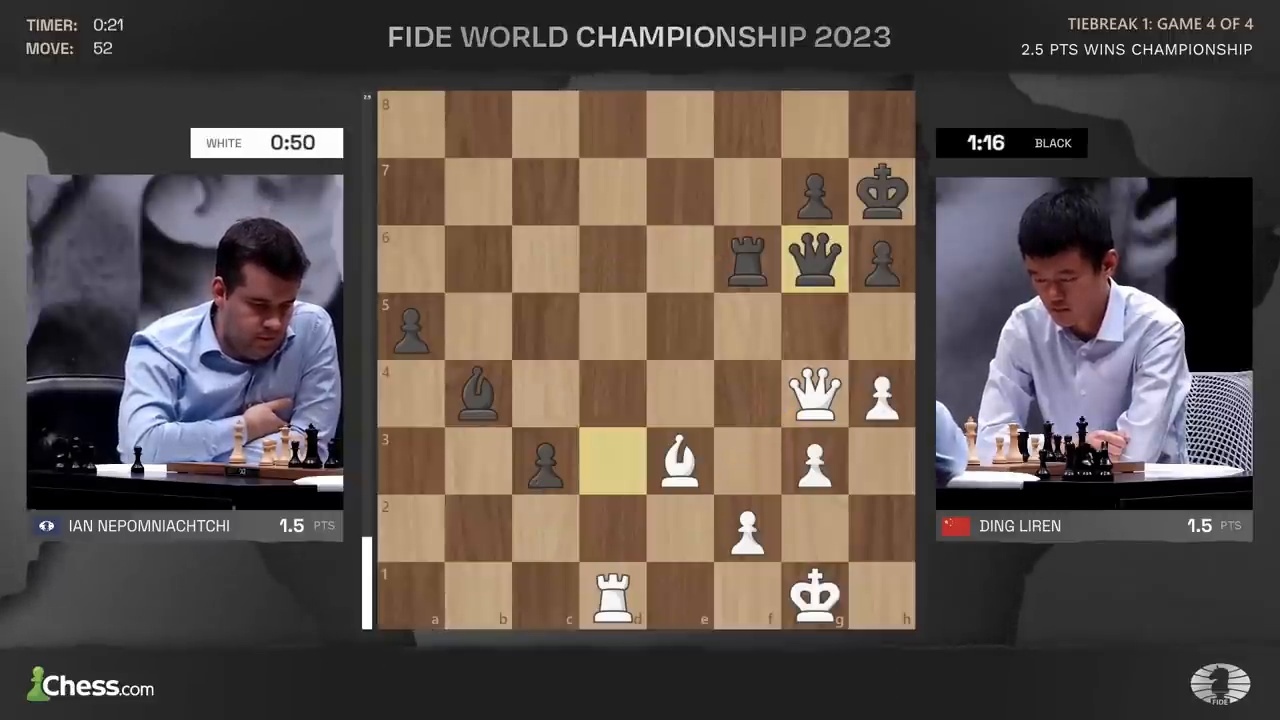 TIMER: 0:21
MOVE: 52
FIDE WORLD CHAMPIONSHIP 2023
TIEBREAK 1: GAME 4 OF 4
2.5 PTS WINS CHAMPIONSHIP
WHITE 0:50
1:16 BLACK
2.5
8
7
6
5
4
3
2
1
a b c d e f g h
IAN NEPOMNIACHTCHI 1.5 PTS
DING LIREN 1.5 PTS
Chess.com
FIDE